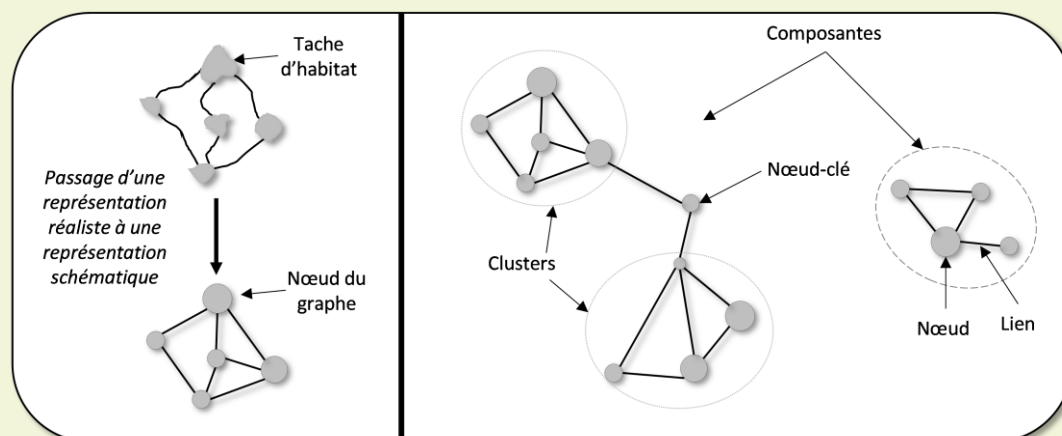 Tache
d’habitat
Passage d’une
représentation
réaliste à une
représentation
schématique
Nœud du
graphe
Composantes
Nœud-clé
Clusters
Nœud
Lien